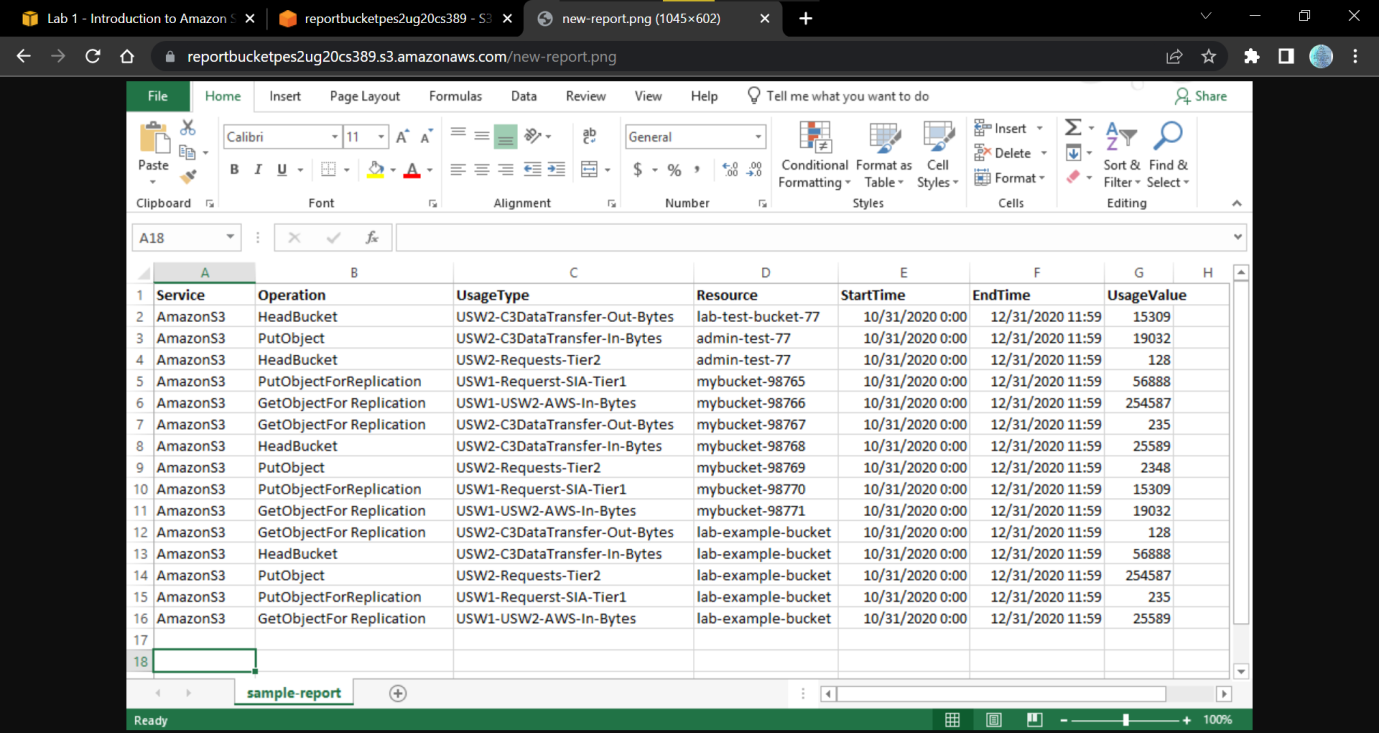 Lab 1 - Introduction to Amazon S
reportbucketpes2ug20cs389 - S3
new-report.png (1045×602)
reportbucketpes2ug20cs389.s3.amazonaws.com/new-report.png
File Home Insert Page Layout Formulas Data Review View Help Tell me what you want to do Share
Calibri 11 General Insert
Paste B I U $ % , Conditional Format as Cell Delete Sort & Find &
Formatting Table Styles Format Filter Select
Clipboard Font Alignment Number Styles Cells Editing
A18 fx
A B C D E F G H
1 Service Operation UsageType Resource StartTime EndTime UsageValue
2 AmazonS3 HeadBucket USW2-C3DataTransfer-Out-Bytes lab-test-bucket-77 10/31/2020 0:00 12/31/2020 11:59 15309
3 AmazonS3 PutObject USW2-C3DataTransfer-In-Bytes admin-test-77 10/31/2020 0:00 12/31/2020 11:59 19032
4 AmazonS3 HeadBucket USW2-Requests-Tier2 admin-test-77 10/31/2020 0:00 12/31/2020 11:59 128
5 AmazonS3 PutObjectForReplication USW1-Requerst-SIA-Tier1 mybucket-98765 10/31/2020 0:00 12/31/2020 11:59 56888
6 AmazonS3 GetObjectFor Replication USW1-USW2-AWS-In-Bytes mybucket-98766 10/31/2020 0:00 12/31/2020 11:59 254587
7 AmazonS3 GetObjectFor Replication USW2-C3DataTransfer-Out-Bytes mybucket-98767 10/31/2020 0:00 12/31/2020 11:59 235
8 AmazonS3 HeadBucket USW2-C3DataTransfer-In-Bytes mybucket-98768 10/31/2020 0:00 12/31/2020 11:59 25589
9 AmazonS3 PutObject USW2-Requests-Tier2 mybucket-98769 10/31/2020 0:00 12/31/2020 11:59 2348
10 AmazonS3 PutObjectForReplication USW1-Requerst-SIA-Tier1 mybucket-98770 10/31/2020 0:00 12/31/2020 11:59 15309
11 AmazonS3 GetObjectFor Replication USW1-USW2-AWS-In-Bytes mybucket-98771 10/31/2020 0:00 12/31/2020 11:59 19032
12 AmazonS3 GetObjectFor Replication USW2-C3DataTransfer-Out-Bytes lab-example-bucket 10/31/2020 0:00 12/31/2020 11:59 128
13 AmazonS3 HeadBucket USW2-C3DataTransfer-In-Bytes lab-example-bucket 10/31/2020 0:00 12/31/2020 11:59 56888
14 AmazonS3 PutObject USW2-Requests-Tier2 lab-example-bucket 10/31/2020 0:00 12/31/2020 11:59 254587
15 AmazonS3 PutObjectForReplication USW1-Requerst-SIA-Tier1 lab-example-bucket 10/31/2020 0:00 12/31/2020 11:59 235
16 AmazonS3 GetObjectFor Replication USW1-USW2-AWS-In-Bytes lab-example-bucket 10/31/2020 0:00 12/31/2020 11:59 25589
17
18
sample-report
Ready 100%